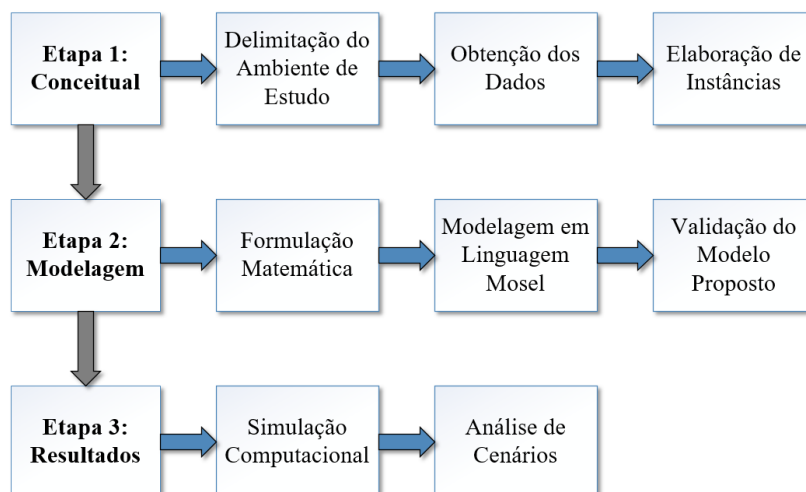 Etapa 1:
Conceitual
Delimitação do
Ambiente de
Estudo
Obtenção dos
Dados
Elaboração de
Instâncias
Etapa 2:
Modelagem
Formulação
Matemática
Modelagem em
Linguagem
Mosel
Validação do
Modelo
Proposto
Etapa 3:
Resultados
Simulação
Computacional
Análise de
Cenários